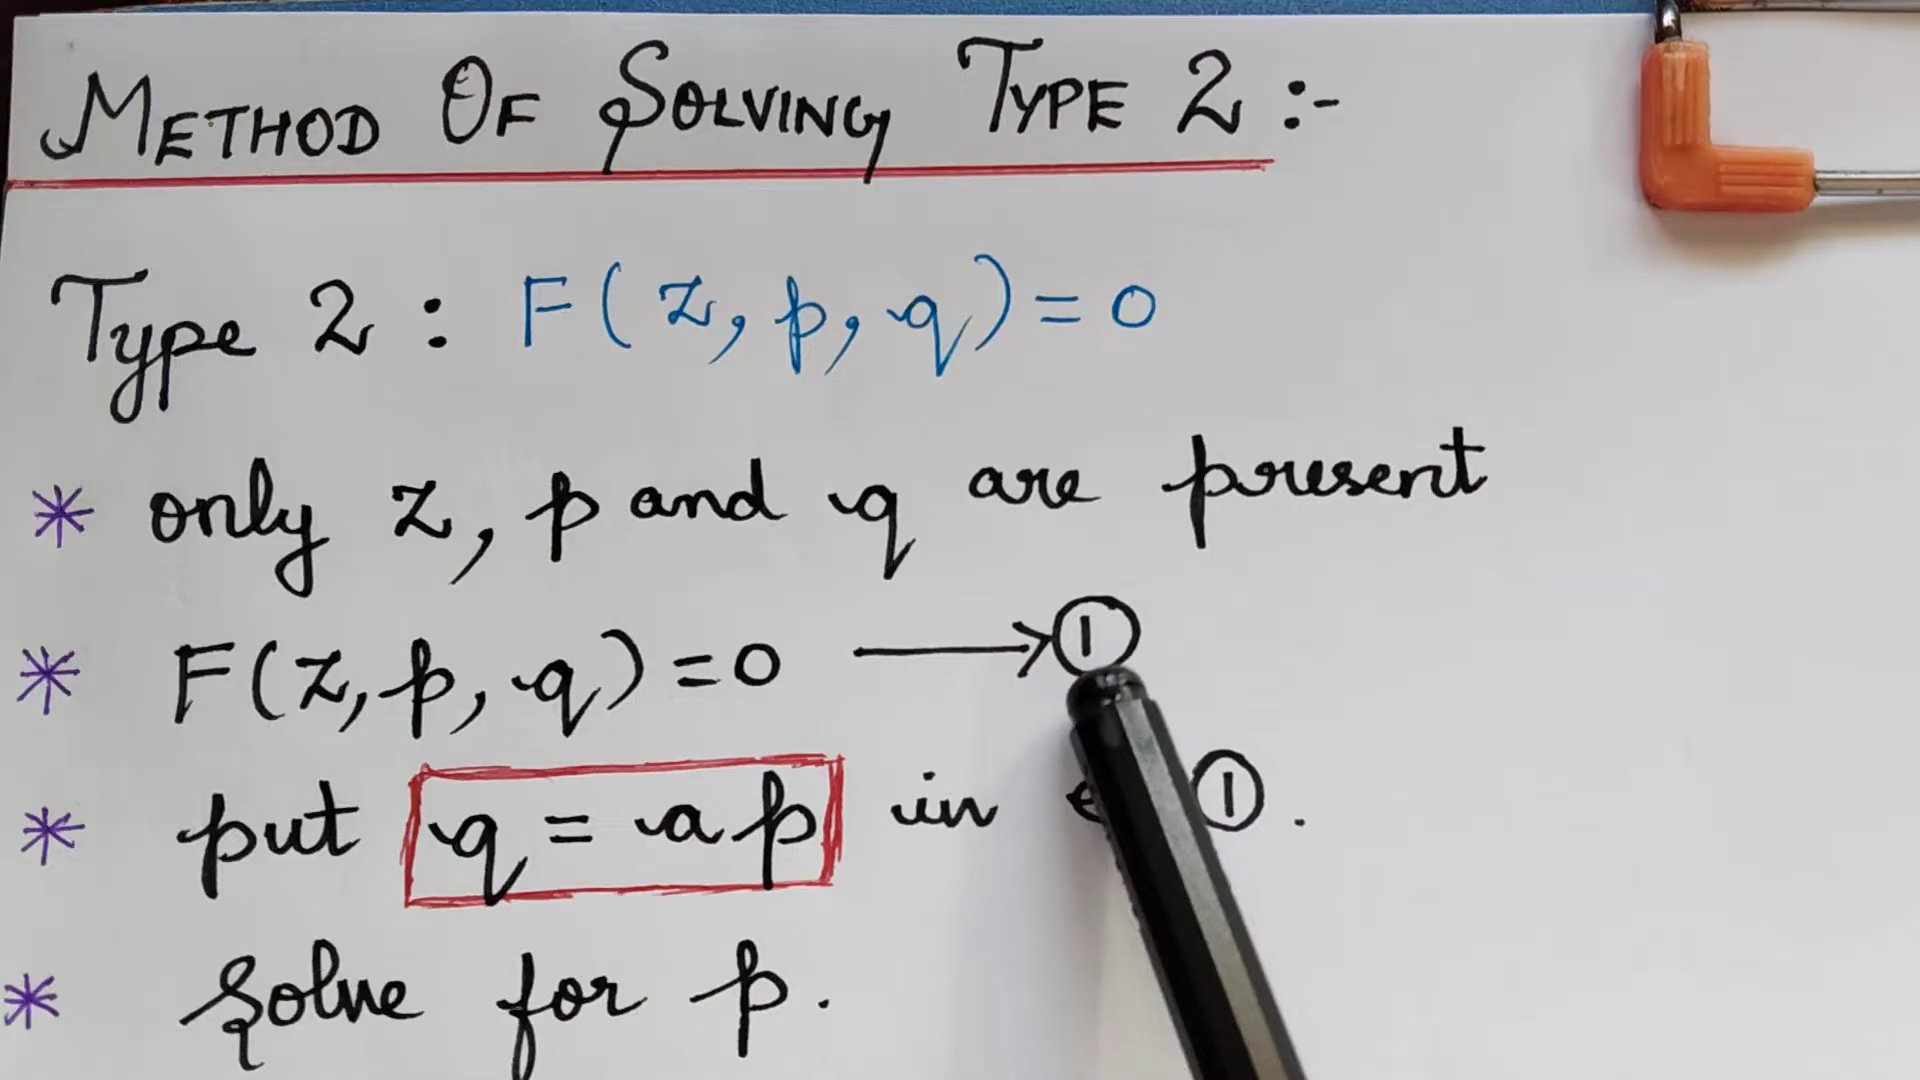 METHOD OF SOLVING TYPE 2 :-
Type 2 : F(z, p, q) = 0
* only z, p and q are present
* F(z, p, q) = 0 ⟶ ①
* put q = ap in ①.
* Solve for p.